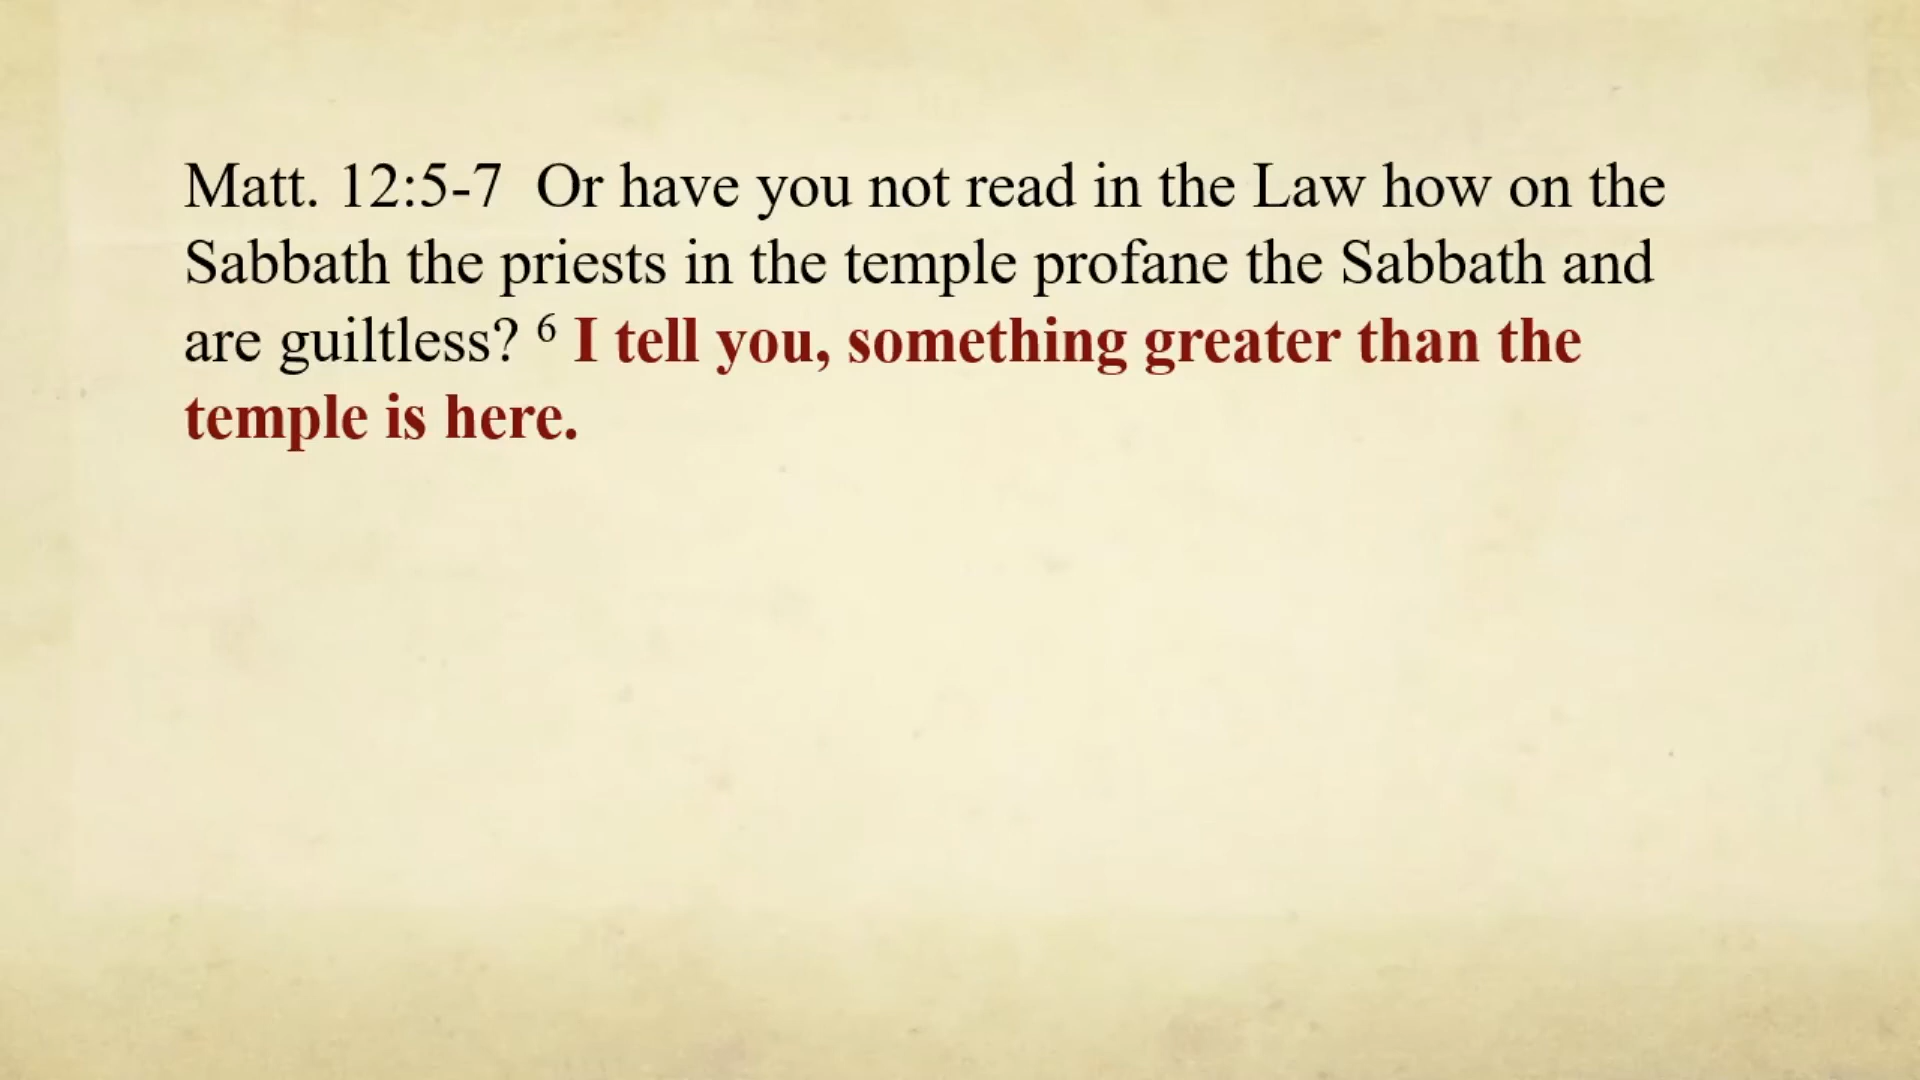 Matt. 12:5-7  Or have you not read in the Law how on the
Sabbath the priests in the temple profane the Sabbath and
are guiltless? ⁶ I tell you, something greater than the
temple is here.